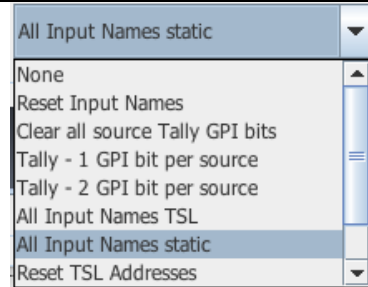 All Input Names static
None
Reset Input Names
Clear all source Tally GPI bits
Tally - 1 GPI bit per source
Tally - 2 GPI bit per source
All Input Names TSL
All Input Names static
Reset TSL Addresses